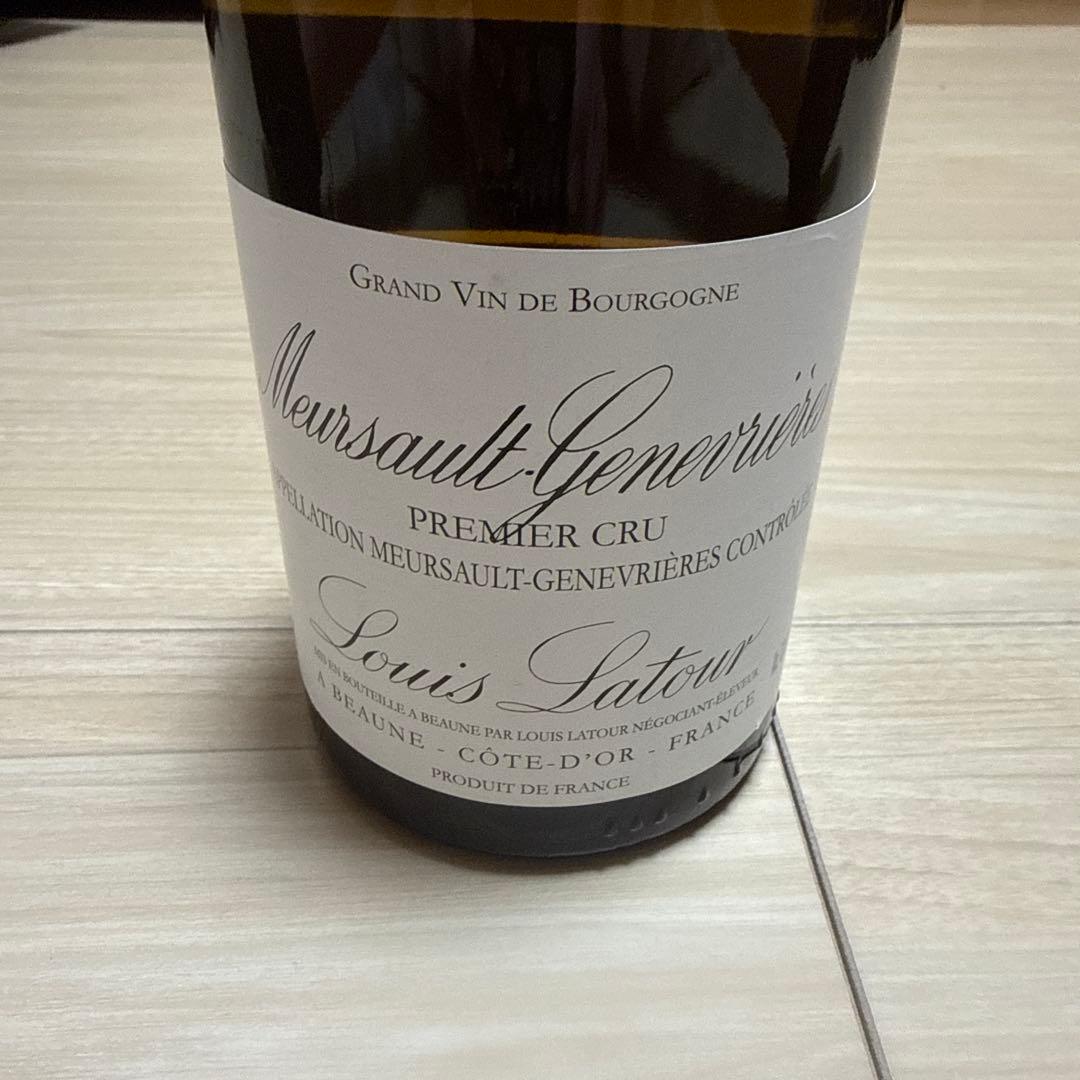 GRAND VIN DE BOURGOGNE
Meursault-Genevrières
PREMIER CRU
APPELLATION MEURSAULT-GENEVRIÈRES CONTRÔLÉE
Louis Latour
MIS EN BOUTEILLE A BEAUNE PAR LOUIS LATOUR NÉGOCIANT-ÉLEVEUR
A BEAUNE - CÔTE-D'OR - FRANCE
PRODUIT DE FRANCE